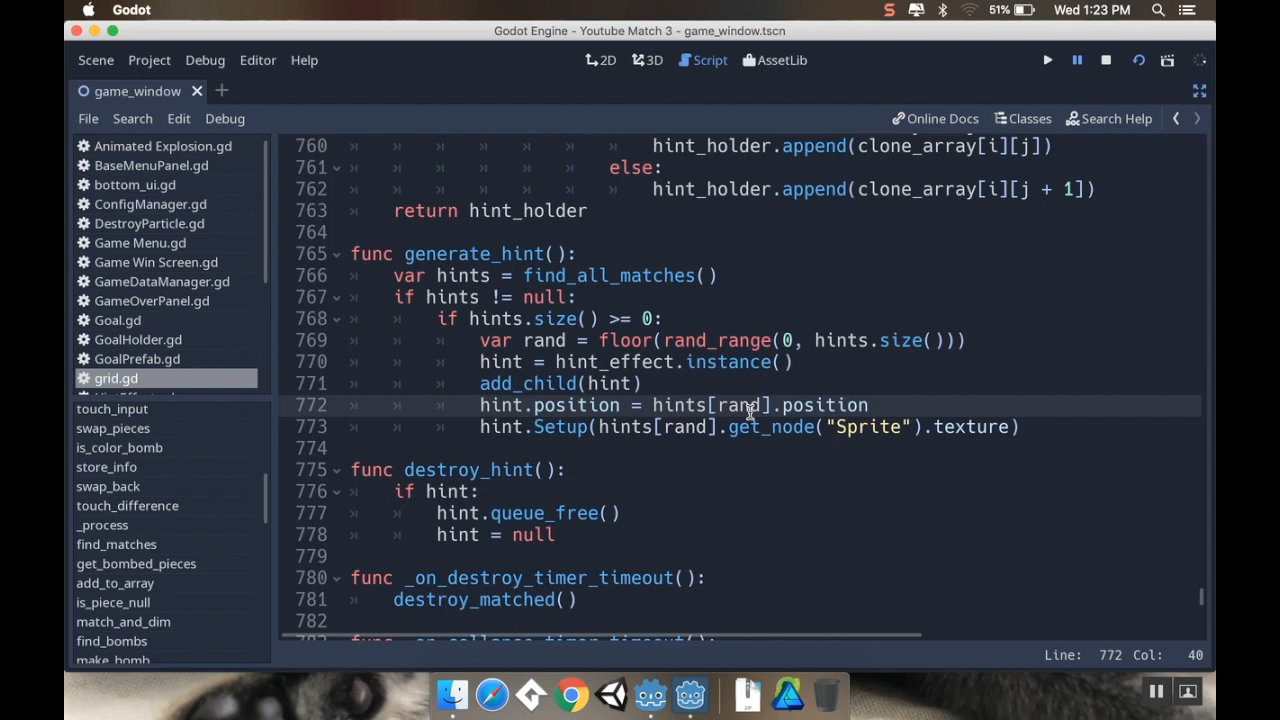 Godot
51%
Wed 1:23 PM
Godot Engine - Youtube Match 3 - game_window.tscn
Scene Project Debug Editor Help
2D 3D Script AssetLib
game_window
File Search Edit Debug
Online Docs Classes Search Help
Animated Explosion.gd
BaseMenuPanel.gd
bottom_ui.gd
ConfigManager.gd
DestroyParticle.gd
Game Menu.gd
Game Win Screen.gd
GameDataManager.gd
GameOverPanel.gd
Goal.gd
GoalHolder.gd
GoalPrefab.gd
grid.gd
touch_input
swap_pieces
is_color_bomb
store_info
swap_back
touch_difference
_process
find_matches
get_bombed_pieces
add_to_array
is_piece_null
match_and_dim
find_bombs
make_bomb
760 hint_holder.append(clone_array[i][j])
761 else:
762 hint_holder.append(clone_array[i][j + 1])
763 return hint_holder
764
765 func generate_hint():
766 var hints = find_all_matches()
767 if hints != null:
768 if hints.size() >= 0:
769 var rand = floor(rand_range(0, hints.size()))
770 hint = hint_effect.instance()
771 add_child(hint)
772 hint.position = hints[rand].position
773 hint.Setup(hints[rand].get_node("Sprite").texture)
774
775 func destroy_hint():
776 if hint:
777 hint.queue_free()
778 hint = null
779
780 func _on_destroy_timer_timeout():
781 destroy_matched()
782
Line: 772 Col: 40